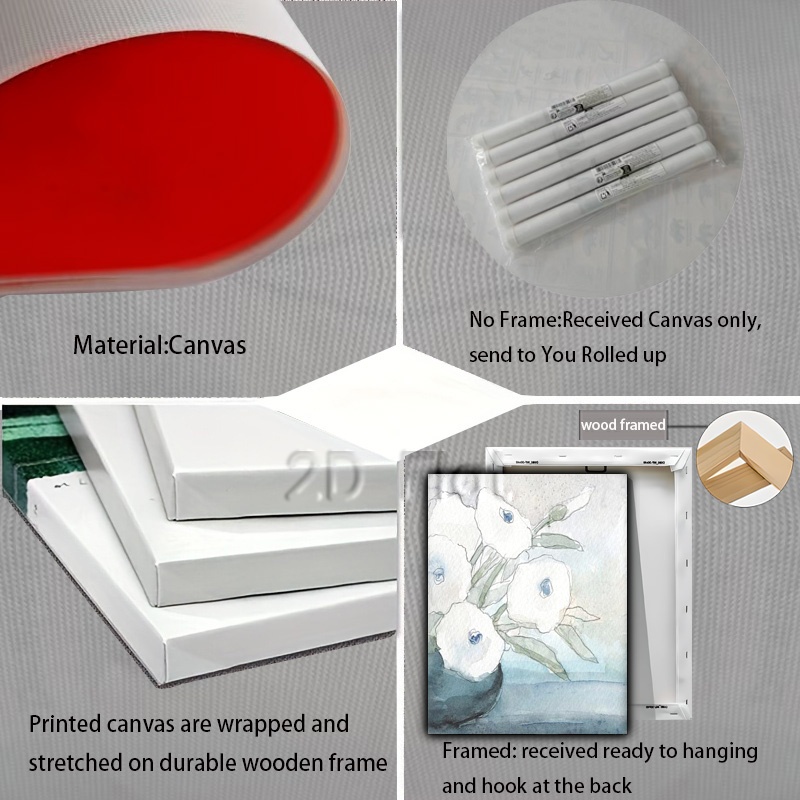 Material:Canvas
No Frame:Received Canvas only,
send to You Rolled up
wood framed
2D
Printed canvas are wrapped and
stretched on durable wooden frame
Framed: received ready to hanging
and hook at the back